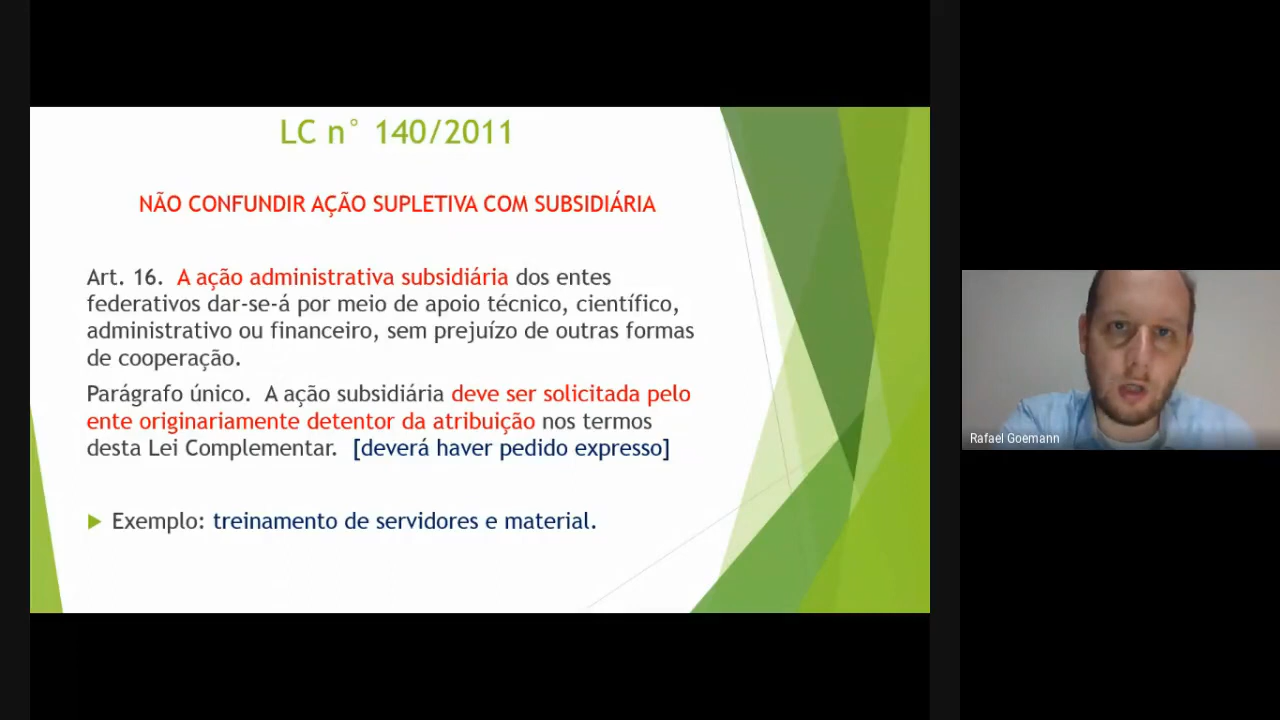 LC n° 140/2011
NÃO CONFUNDIR AÇÃO SUPLETIVA COM SUBSIDIÁRIA
Art. 16.  A ação administrativa subsidiária dos entes
federativos dar-se-á por meio de apoio técnico, científico,
administrativo ou financeiro, sem prejuízo de outras formas
de cooperação.
Parágrafo único.  A ação subsidiária deve ser solicitada pelo
ente originariamente detentor da atribuição nos termos
desta Lei Complementar.  [deverá haver pedido expresso]
Exemplo: treinamento de servidores e material.
Rafael Goemann